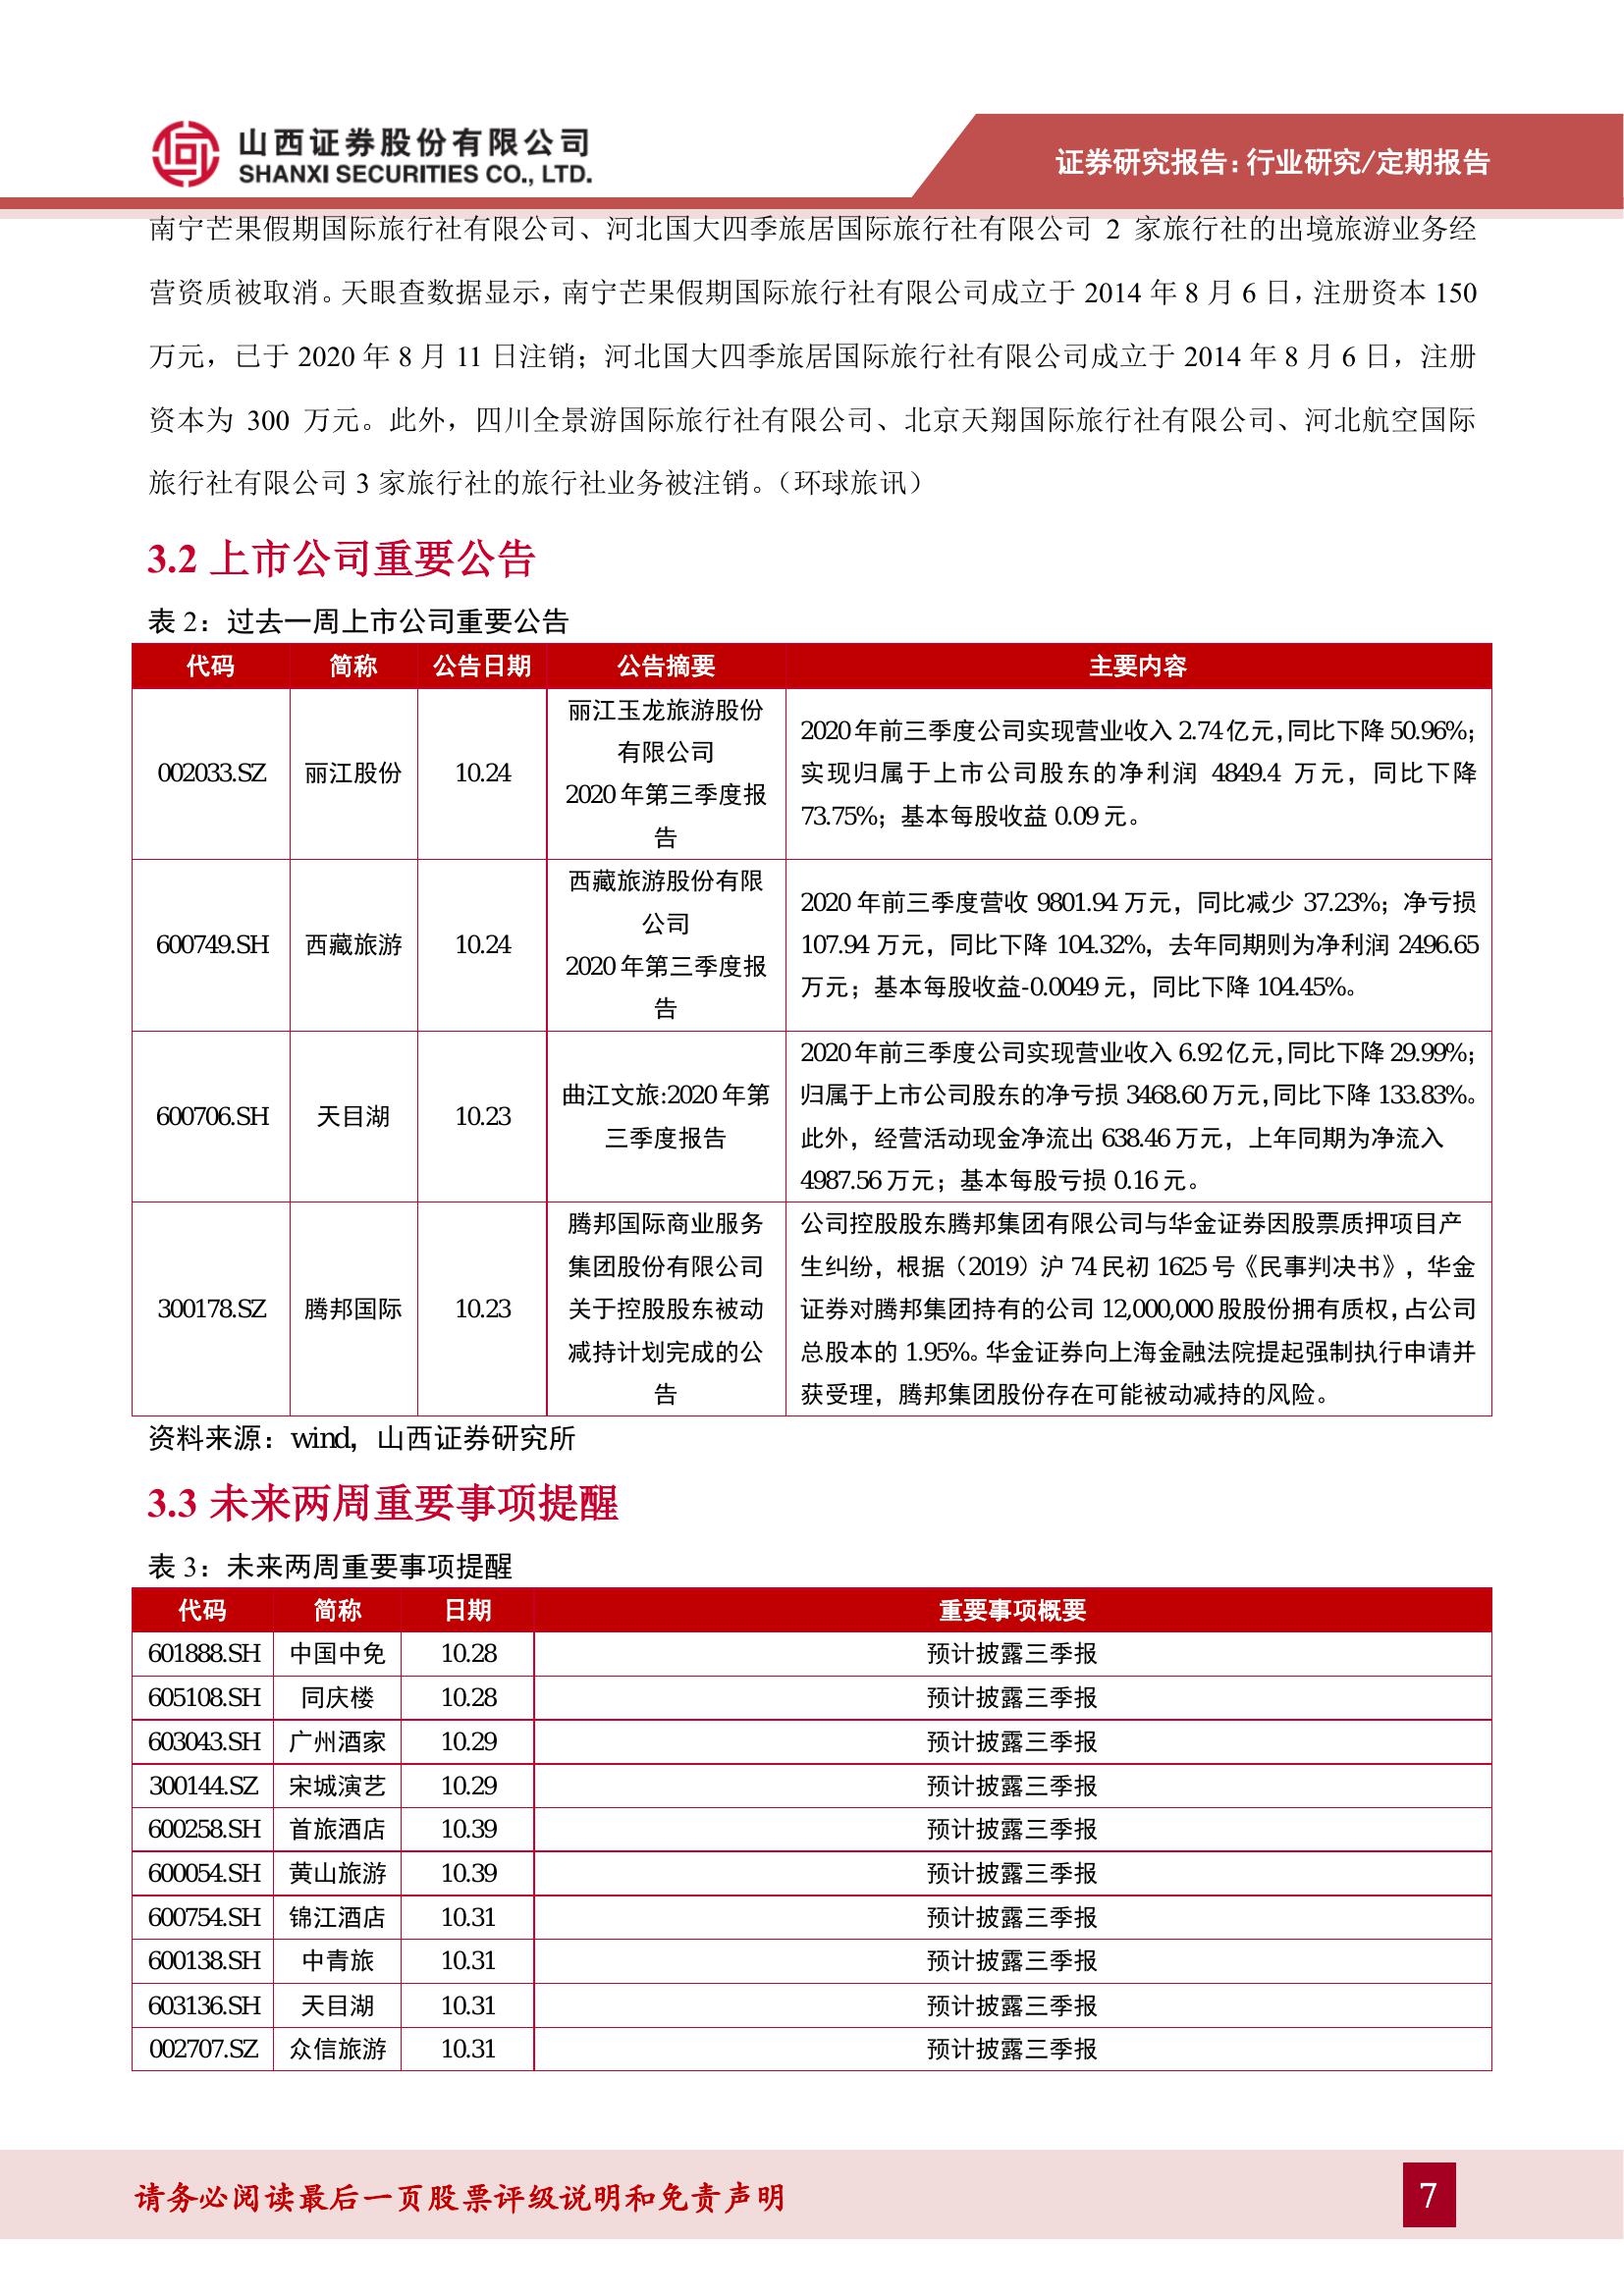 山西证券股份有限公司
SHANXI SECURITIES CO., LTD.
证券研究报告：行业研究/定期报告
南宁芒果假期国际旅行社有限公司、河北国大四季旅居国际旅行社有限公司 2 家旅行社的出境旅游业务经
营资质被取消。天眼查数据显示，南宁芒果假期国际旅行社有限公司成立于 2014 年 8 月 6 日，注册资本 150
万元，已于 2020 年 8 月 11 日注销；河北国大四季旅居国际旅行社有限公司成立于 2014 年 8 月 6 日，注册
资本为 300 万元。此外，四川全景游国际旅行社有限公司、北京天翔国际旅行社有限公司、河北航空国际
旅行社有限公司 3 家旅行社的旅行社业务被注销。（环球旅讯）
3.2 上市公司重要公告
表 2：过去一周上市公司重要公告
代码 简称 公告日期 公告摘要 主要内容
002033.SZ 丽江股份 10.24
丽江玉龙旅游股份
有限公司
2020 年第三季度报
告
2020 年前三季度公司实现营业收入 2.74 亿元，同比下降 50.96%；
实现归属于上市公司股东的净利润 4849.4 万元，同比下降
73.75%；基本每股收益 0.09 元。
600749.SH 西藏旅游 10.24
西藏旅游股份有限
公司
2020 年第三季度报
告
2020 年前三季度营收 9801.94 万元，同比减少 37.23%；净亏损
107.94 万元，同比下降 104.32%，去年同期则为净利润 2496.65
万元；基本每股收益-0.0049 元，同比下降 104.45%。
600706.SH 天目湖 10.23
曲江文旅:2020 年第
三季度报告
2020 年前三季度公司实现营业收入 6.92 亿元，同比下降 29.99%；
归属于上市公司股东的净亏损 3468.60 万元，同比下降 133.83%。
此外，经营活动现金净流出 638.46 万元，上年同期为净流入
4987.56 万元；基本每股亏损 0.16 元。
300178.SZ 腾邦国际 10.23
腾邦国际商业服务
集团股份有限公司
关于控股股东被动
减持计划完成的公
告
公司控股股东腾邦集团有限公司与华金证券因股票质押项目产
生纠纷，根据（2019）沪 74 民初 1625 号《民事判决书》，华金
证券对腾邦集团持有的公司 12,000,000 股股份拥有质权，占公司
总股本的 1.95%。华金证券向上海金融法院提起强制执行申请并
获受理，腾邦集团股份存在可能被动减持的风险。
资料来源：wind，山西证券研究所
3.3 未来两周重要事项提醒
表 3：未来两周重要事项提醒
代码 简称 日期 重要事项概要
601888.SH 中国中免 10.28 预计披露三季报
605108.SH 同庆楼 10.28 预计披露三季报
603043.SH 广州酒家 10.29 预计披露三季报
300144.SZ 宋城演艺 10.29 预计披露三季报
600258.SH 首旅酒店 10.39 预计披露三季报
600054.SH 黄山旅游 10.39 预计披露三季报
600754.SH 锦江酒店 10.31 预计披露三季报
600138.SH 中青旅 10.31 预计披露三季报
603136.SH 天目湖 10.31 预计披露三季报
002707.SZ 众信旅游 10.31 预计披露三季报
请务必阅读最后一页股票评级说明和免责声明
7